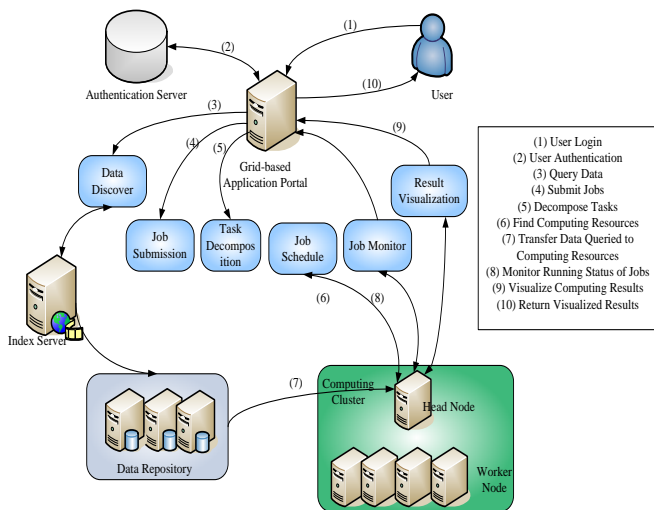 (1)
(2)
Authentication Server
(10)
User
(3)
(4)
(5)
(9)
Grid-based
Application Portal
Data
Discover
Result
Visualization
Job
Submission
Task
Decompos
ition
Job
Schedule
Job Monitor
(6)
(8)
Index Server
(7)
Computing
Cluster
Head Node
Data Repository
Worker
Node
(1) User Login
(2) User Authentication
(3) Query Data
(4) Submit Jobs
(5) Decompose Tasks
(6) Find Computing Resources
(7) Transfer Data Queried to
Computing Resources
(8) Monitor Running Status of Jobs
(9) Visualize Computing Results
(10) Return Visualized Results